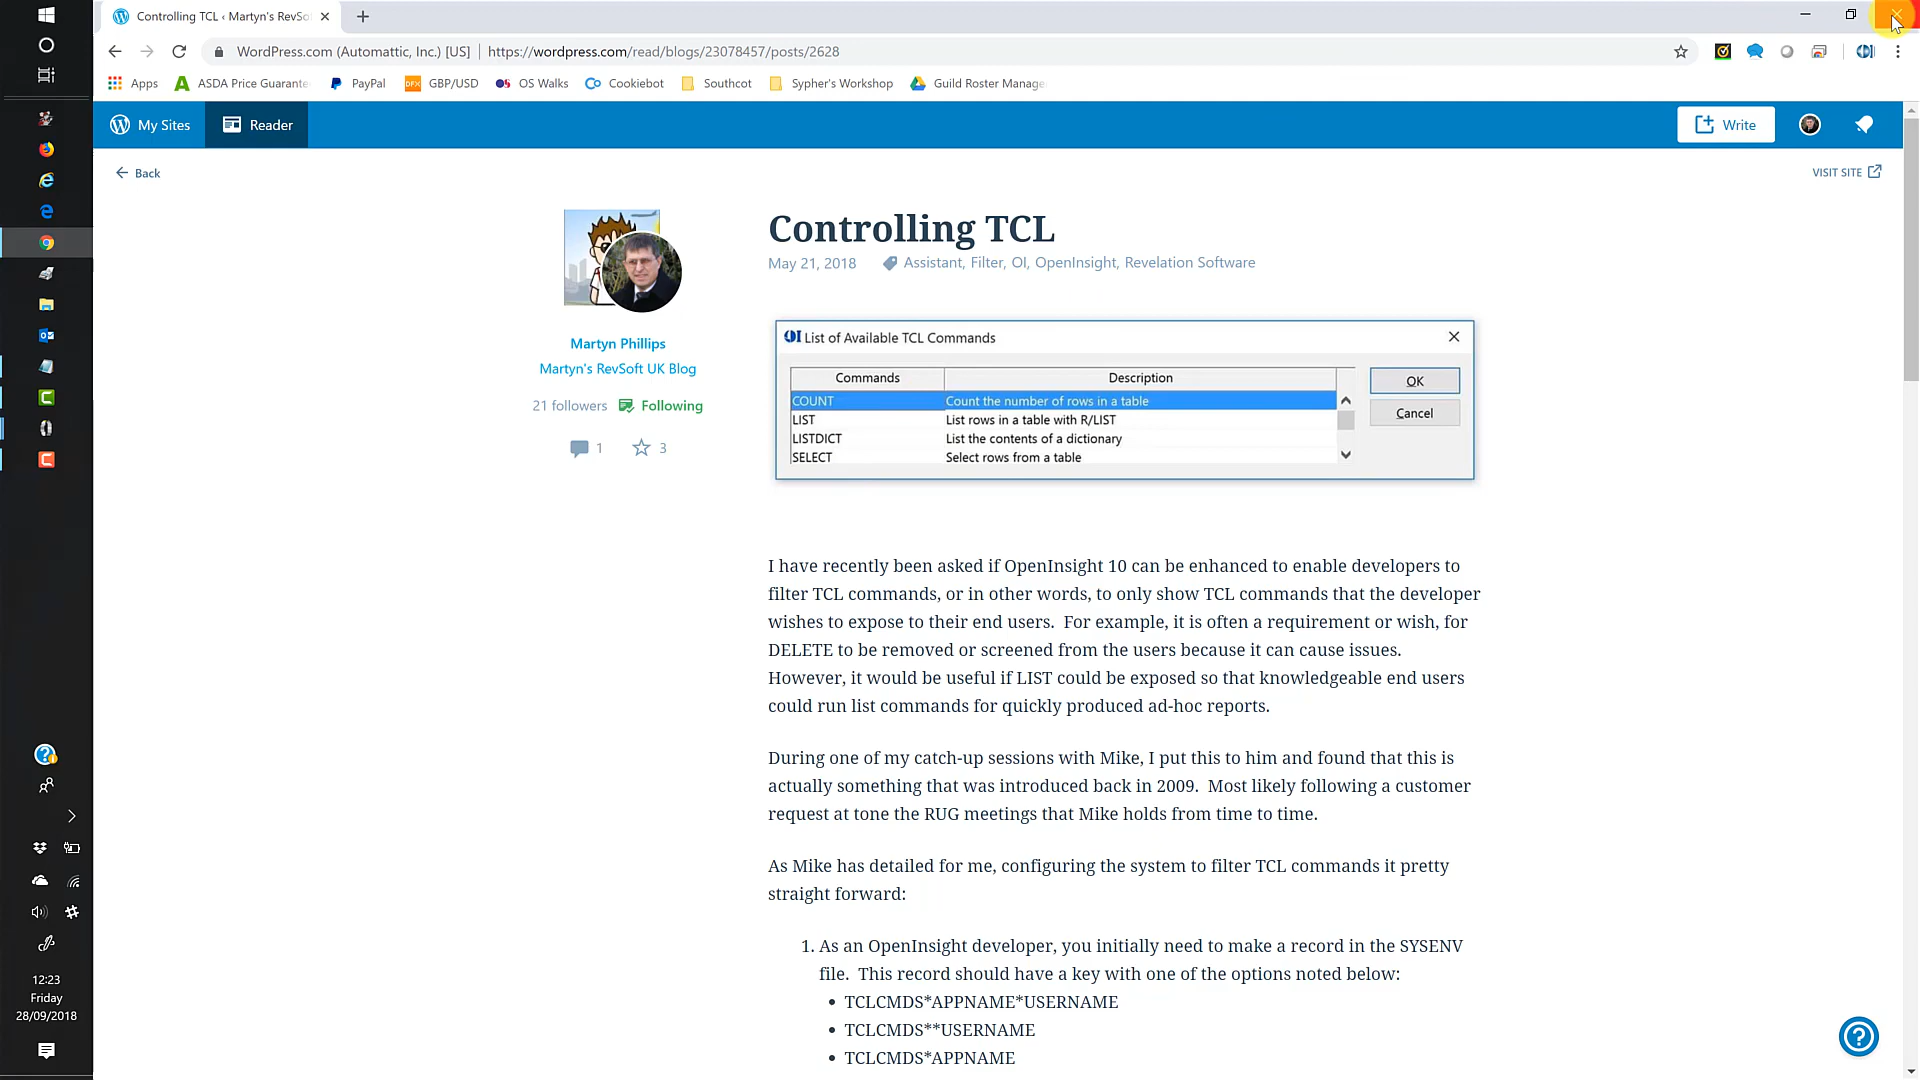 Controlling TCL ‹ Martyn's RevSo
WordPress.com (Automattic, Inc.) [US] | https://wordpress.com/read/blogs/23078457/posts/2628
Apps ASDA Price Guarante PayPal GBP/USD OS Walks Cookiebot Southcot Sypher's Workshop Guild Roster Manage
My Sites Reader Write
Back VISIT SITE
Controlling TCL
May 21, 2018 Assistant, Filter, OI, OpenInsight, Revelation Software
Martyn Phillips
Martyn's RevSoft UK Blog
21 followers Following
1 3
OI List of Available TCL Commands
Commands Description
COUNT Count the number of rows in a table
LIST List rows in a table with R/LIST
LISTDICT List the contents of a dictionary
SELECT Select rows from a table
OK
Cancel
I have recently been asked if OpenInsight 10 can be enhanced to enable developers to
filter TCL commands, or in other words, to only show TCL commands that the developer
wishes to expose to their end users.  For example, it is often a requirement or wish, for
DELETE to be removed or screened from the users because it can cause issues.
However, it would be useful if LIST could be exposed so that knowledgeable end users
could run list commands for quickly produced ad-hoc reports.
During one of my catch-up sessions with Mike, I put this to him and found that this is
actually something that was introduced back in 2009.  Most likely following a customer
request at tone the RUG meetings that Mike holds from time to time.
As Mike has detailed for me, configuring the system to filter TCL commands it pretty
straight forward:
1. As an OpenInsight developer, you initially need to make a record in the SYSENV
file.  This record should have a key with one of the options noted below:
• TCLCMDS*APPNAME*USERNAME
• TCLCMDS**USERNAME
• TCLCMDS*APPNAME
12:23
Friday
28/09/2018